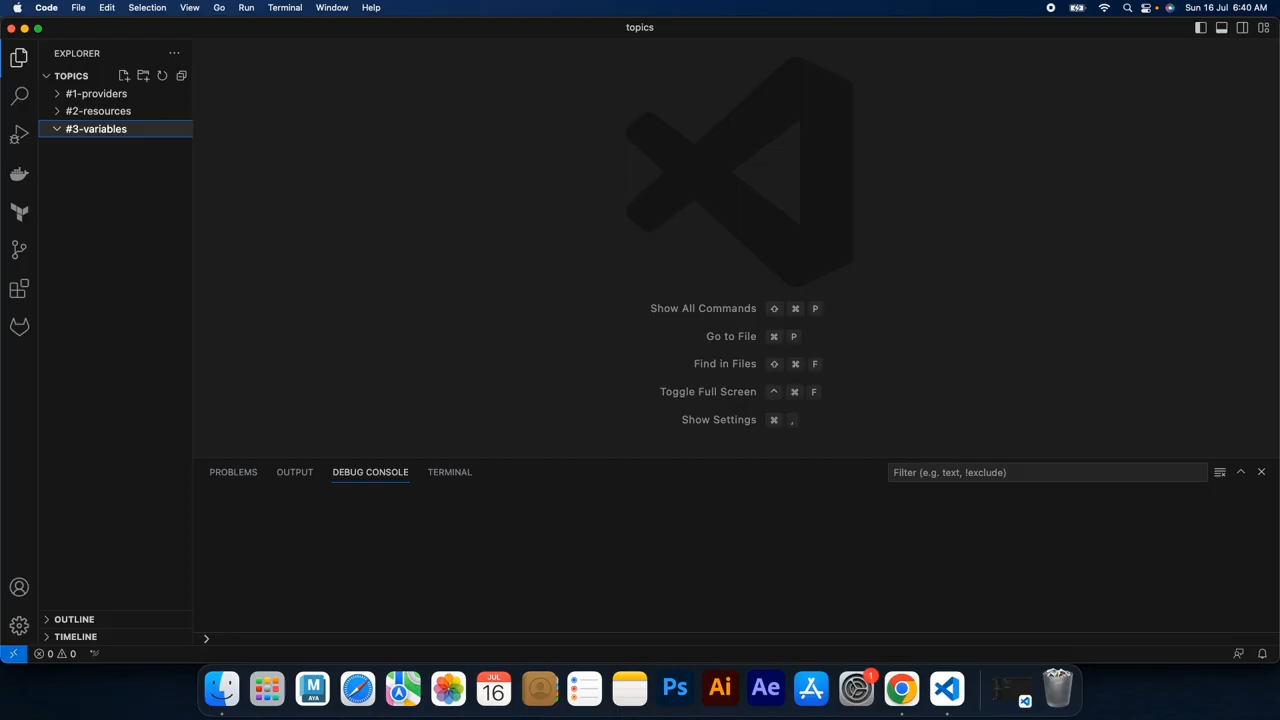 Code File Edit Selection View Go Run Terminal Window Help Sun 16 Jul 6:40 AM
topics
EXPLORER
TOPICS
#1-providers
#2-resources
#3-variables
Show All Commands ⇧ ⌘ P
Go to File ⌘ P
Find in Files ⇧ ⌘ F
Toggle Full Screen ^ ⌘ F
Show Settings ⌘ ,
PROBLEMS OUTPUT DEBUG CONSOLE TERMINAL Filter (e.g. text, !exclude)
OUTLINE
TIMELINE
0 0
M
AYA
JUL
16
Ps
Ai
Ae
1